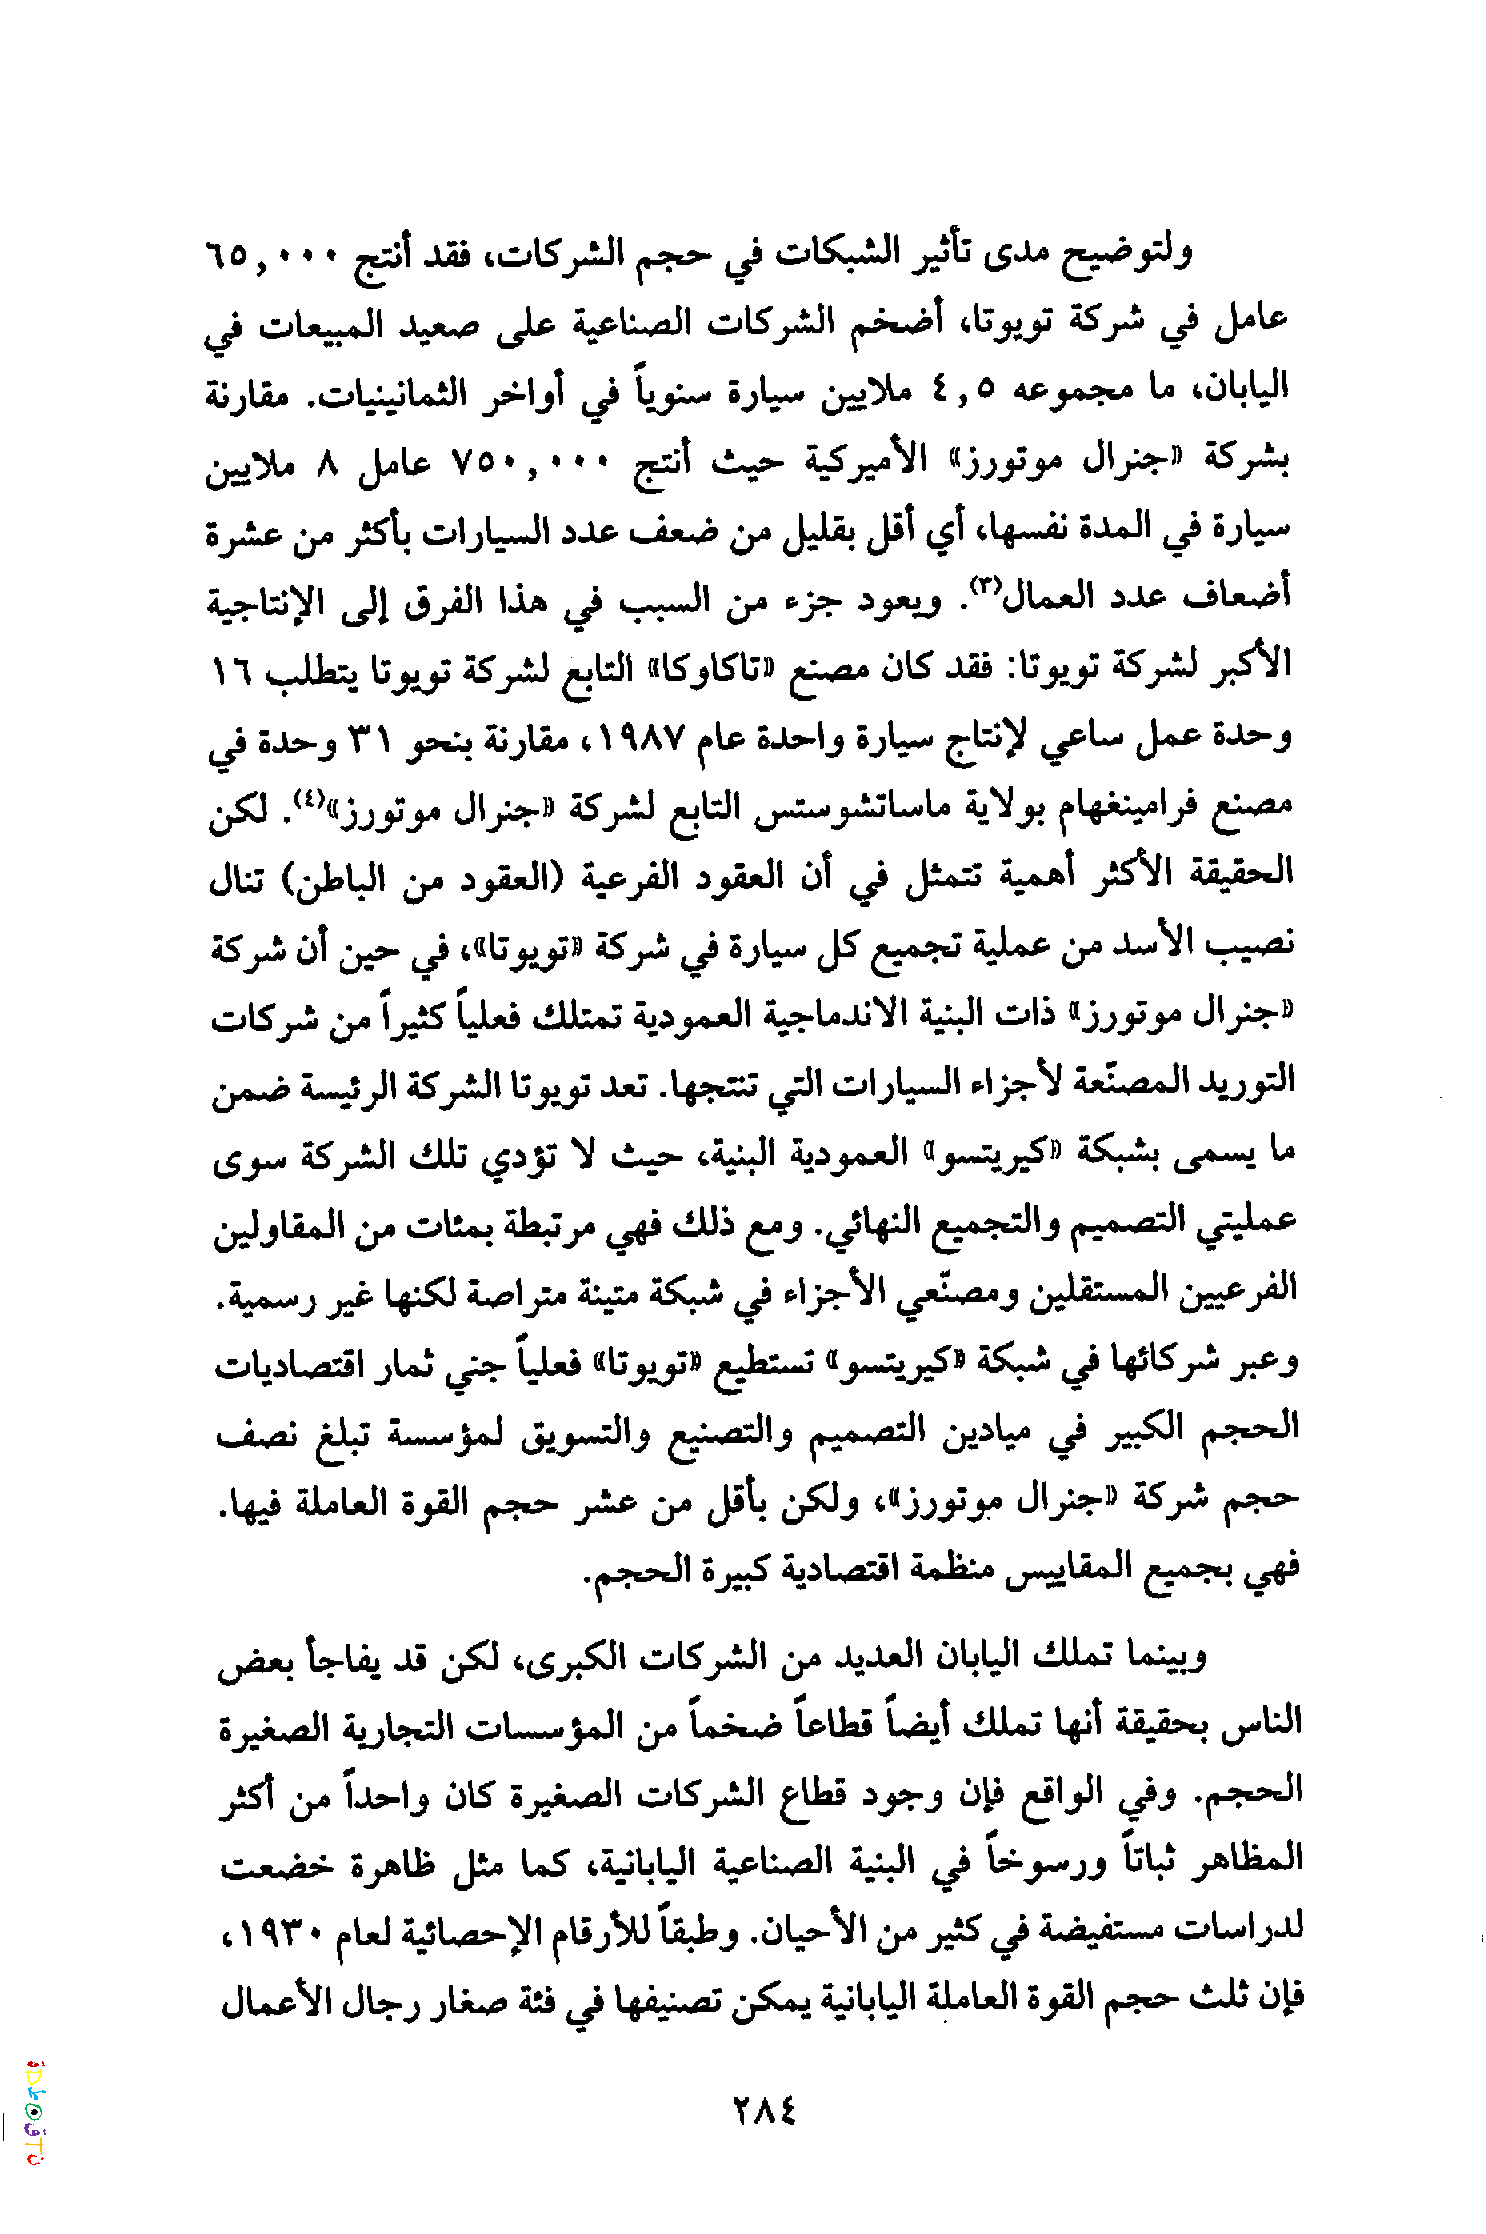 ولتوضيح مدى تأثير الشبكات في حجم الشركات، فقد أنتج ٦٥,٠٠٠
عامل في شركة تويوتا، أضخم الشركات الصناعية على صعيد المبيعات في
اليابان، ما مجموعه ٤,٥ ملايين سيارة سنوياً في أواخر الثمانينيات. مقارنة
بشركة «جنرال موتورز» الأميركية حيث أنتج ٧٥٠,٠٠٠ عامل ٨ ملايين
سيارة في المدة نفسها، أي أقل بقليل من ضعف عدد السيارات بأكثر من عشرة
أضعاف عدد العمال(٣). ويعود جزء من السبب في هذا الفرق إلى الإنتاجية
الأكبر لشركة تويوتا: فقد كان مصنع «تاكاوكا» التابع لشركة تويوتا يتطلب ١٦
وحدة عمل ساعي لإنتاج سيارة واحدة عام ١٩٨٧، مقارنة بنحو ٣١ وحدة في
مصنع فرامينغهام بولاية ماساتشوستس التابع لشركة «جنرال موتورز»(٤). لكن
الحقيقة الأكثر أهمية تتمثل في أن العقود الفرعية (العقود من الباطن) تنال
نصيب الأسد من عملية تجميع كل سيارة في شركة «تويوتا»، في حين أن شركة
«جنرال موتورز» ذات البنية الاندماجية العمودية تمتلك فعلياً كثيراً من شركات
التوريد المصنّعة لأجزاء السيارات التي تنتجها. تعد تويوتا الشركة الرئيسة ضمن
ما يسمى بشبكة «كيريتسو» العمودية البنية، حيث لا تؤدي تلك الشركة سوى
عمليتي التصميم والتجميع النهائي. ومع ذلك فهي مرتبطة بمئات من المقاولين
الفرعيين المستقلين ومصنّعي الأجزاء في شبكة متينة متراصة لكنها غير رسمية.
وعبر شركائها في شبكة «كيريتسو» تستطيع «تويوتا» فعلياً جني ثمار اقتصاديات
الحجم الكبير في ميادين التصميم والتصنيع والتسويق لمؤسسة تبلغ نصف
حجم شركة «جنرال موتورز»، ولكن بأقل من عشر حجم القوة العاملة فيها.
فهي بجميع المقاييس منظمة اقتصادية كبيرة الحجم.
وبينما تملك اليابان العديد من الشركات الكبرى، لكن قد يفاجأ بعض
الناس بحقيقة أنها تملك أيضاً قطاعاً ضخماً من المؤسسات التجارية الصغيرة
الحجم. وفي الواقع فإن وجود قطاع الشركات الصغيرة كان واحداً من أكثر
المظاهر ثباتاً ورسوخاً في البنية الصناعية اليابانية، كما مثل ظاهرة خضعت
لدراسات مستفيضة في كثير من الأحيان. وطبقاً للأرقام الإحصائية لعام ١٩٣٠،
فإن ثلث حجم القوة العاملة اليابانية يمكن تصنيفها في فئة صغار رجال الأعمال
٢٨٤